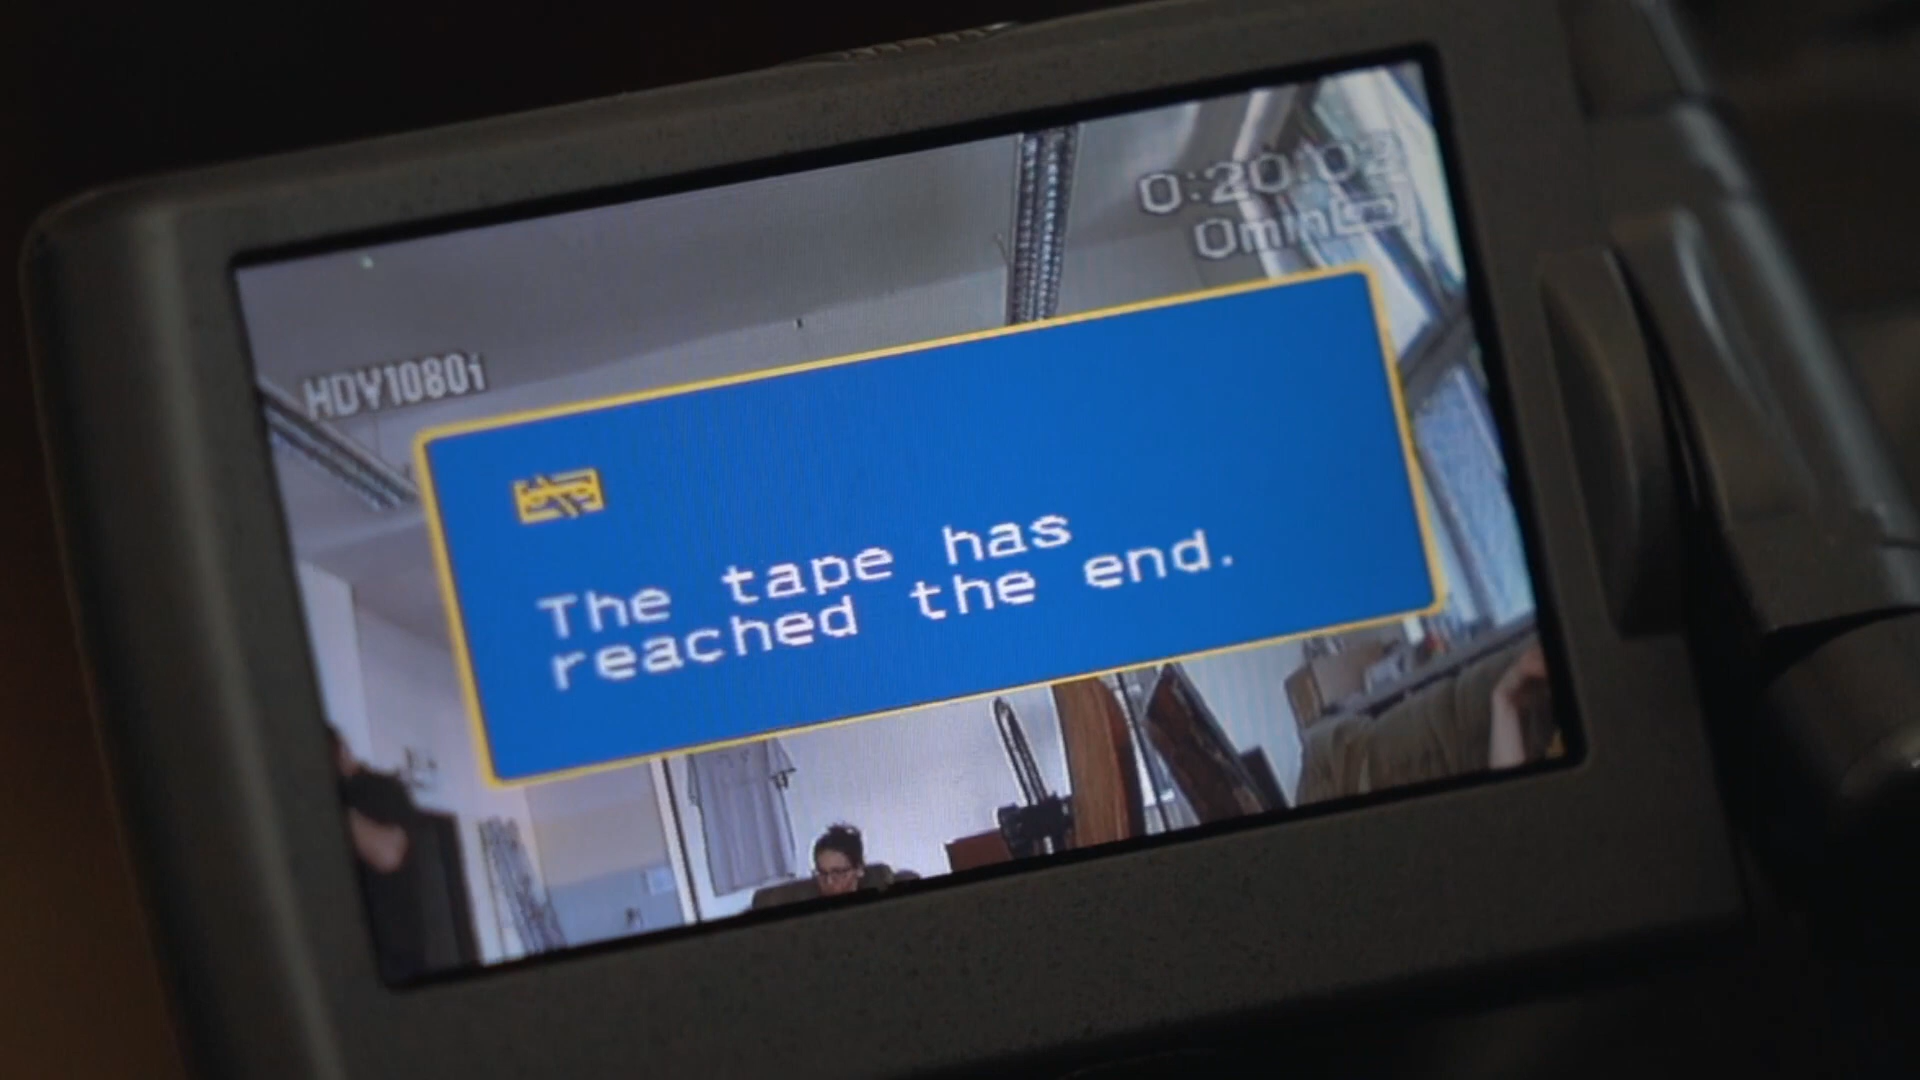 0:20:02
0min
HDV1080i
The tape has
reached the end.